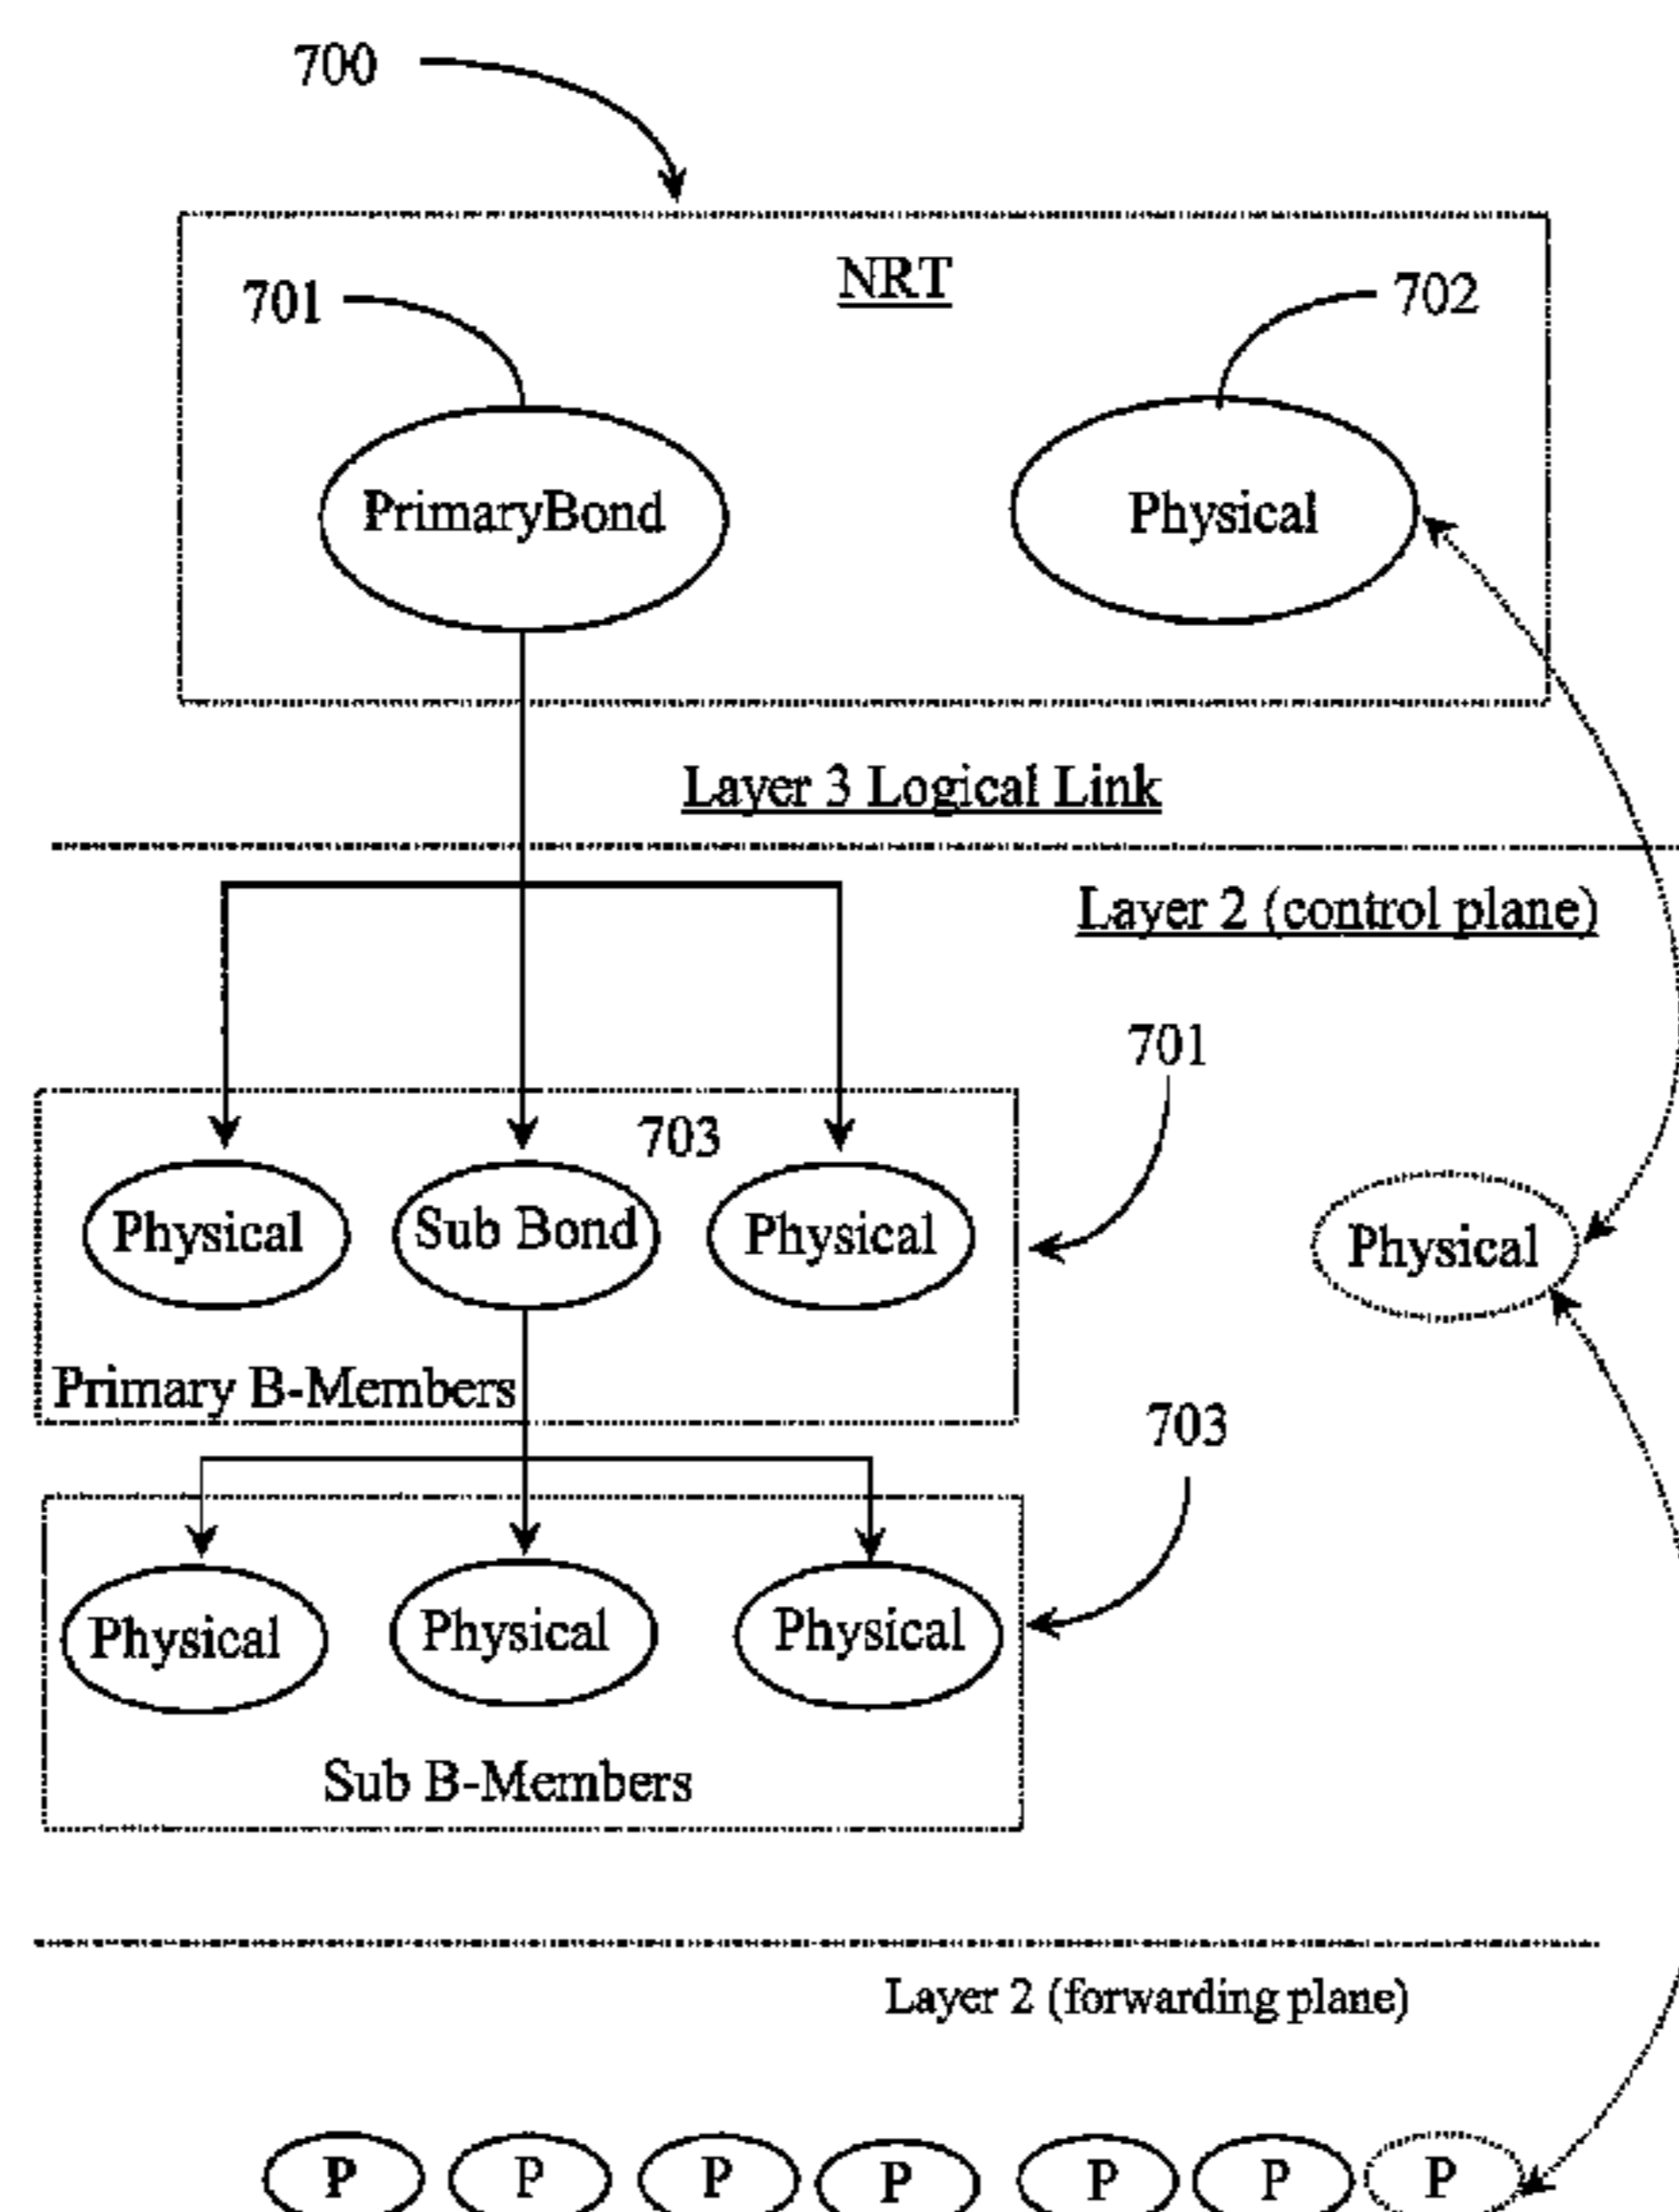 700
NRT
701
702
PrimaryBond
Physical
Layer 3 Logical Link
Layer 2 (control plane)
701
703
Physical
Sub Bond
Physical
Physical
Primary B-Members
703
Physical
Physical
Physical
Sub B-Members
Layer 2 (forwarding plane)
P
P
P
P
P
P
P